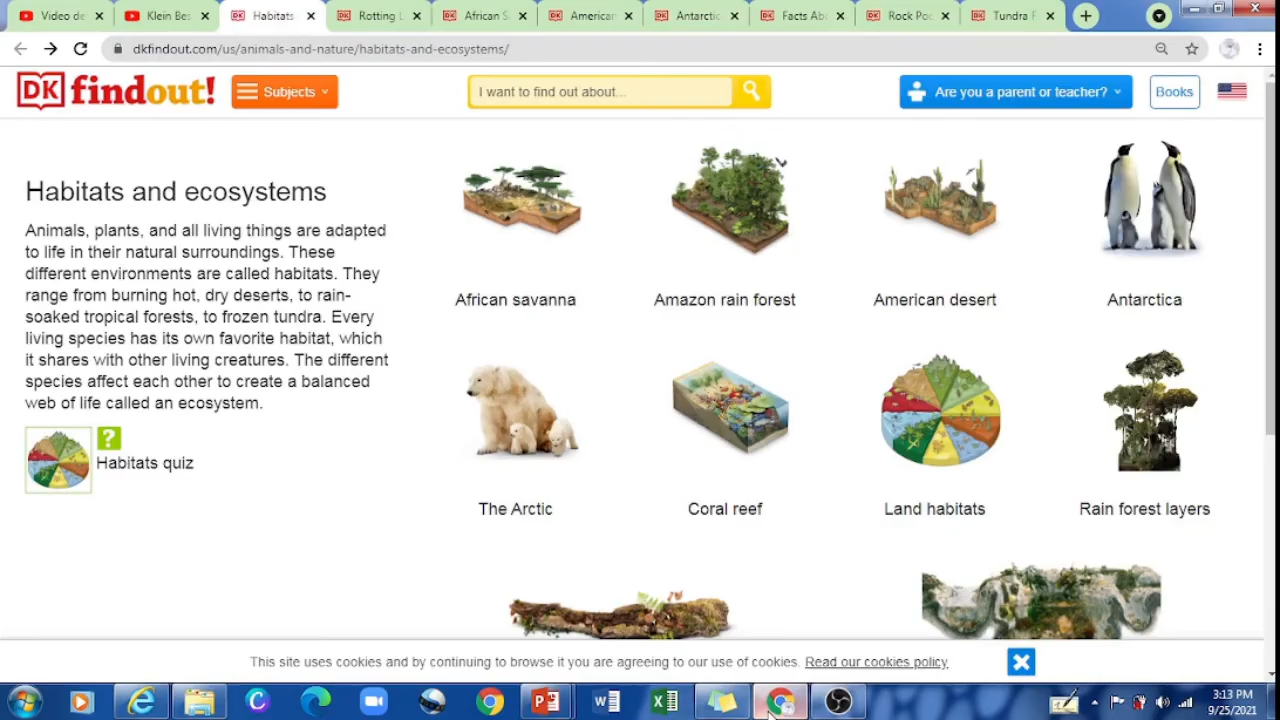 Video de
Klein Bes
Habitats
Rotting L
African S
American
Antarctic
Facts Abo
Rock Poo
Tundra F
dkfindout.com/us/animals-and-nature/habitats-and-ecosystems/
DK findout!
Subjects
I want to find out about...
Are you a parent or teacher?
Books
Habitats and ecosystems
Animals, plants, and all living things are adapted
to life in their natural surroundings. These
different environments are called habitats. They
range from burning hot, dry deserts, to rain-
soaked tropical forests, to frozen tundra. Every
living species has its own favorite habitat, which
it shares with other living creatures. The different
species affect each other to create a balanced
web of life called an ecosystem.
?
Habitats quiz
African savanna
Amazon rain forest
American desert
Antarctica
The Arctic
Coral reef
Land habitats
Rain forest layers
This site uses cookies and by continuing to browse it you are agreeing to our use of cookies. Read our cookies policy.
3:13 PM
9/25/2021